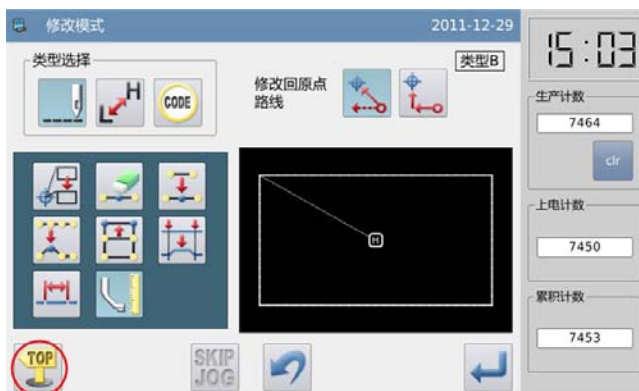 修改模式
2011-12-29
类型选择
H
L
CODE
修改回原点
路线
类型B
15:03
生产计数
7464
clr
上电计数
7450
累积计数
7453
H
TOP
SKIP
JOG